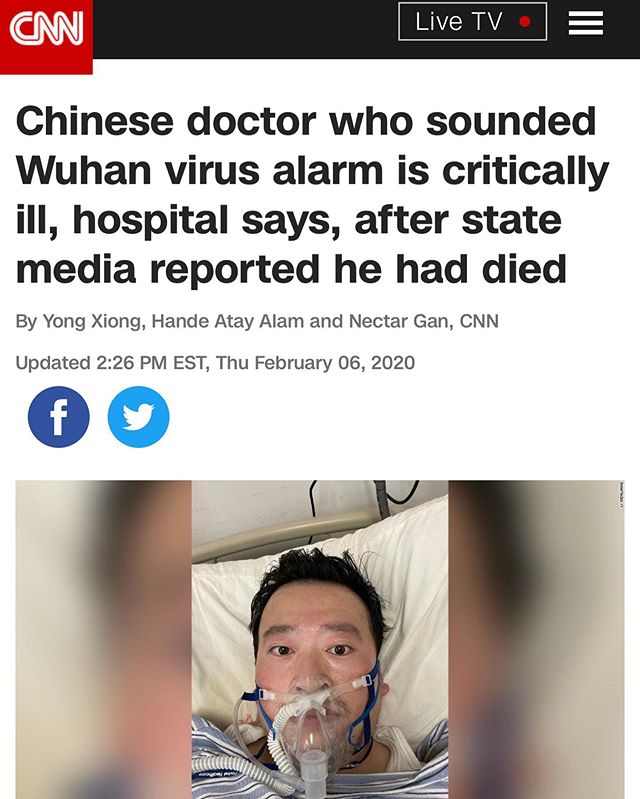 CNN
Live TV
Chinese doctor who sounded
Wuhan virus alarm is critically
ill, hospital says, after state
media reported he had died
By Yong Xiong, Hande Atay Alam and Nectar Gan, CNN
Updated 2:26 PM EST, Thu February 06, 2020
f